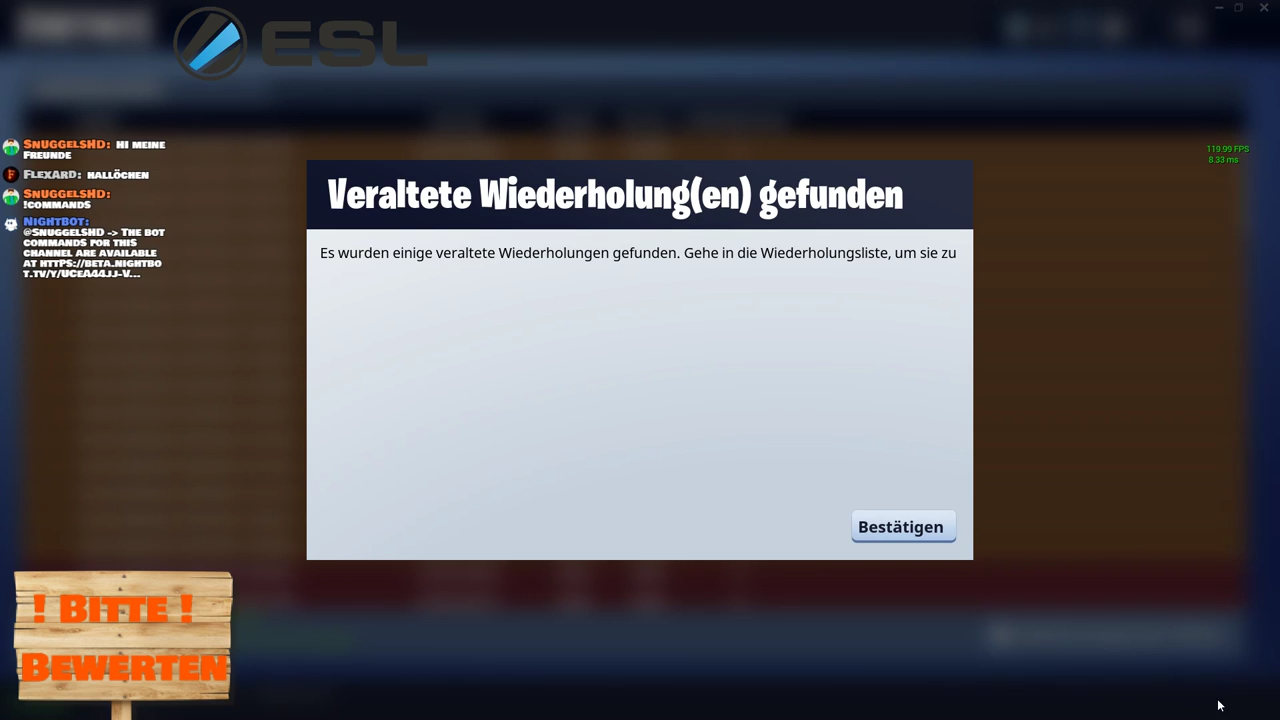 ESL
SnuggelsHD: Hi meine
Freunde
Flexard: hallöchen
SnuggelsHD:
!commands
Nightbot:
@SnuggelsHD -> The bot
commands for this
channel are available
at https://beta.nightbo
t.tv/y/UCeA44JJ-V...
119.99 FPS
8.33 ms
Veraltete Wiederholung(en) gefunden
Es wurden einige veraltete Wiederholungen gefunden. Gehe in die Wiederholungsliste, um sie zu
Bestätigen
! Bitte !
Bewerten